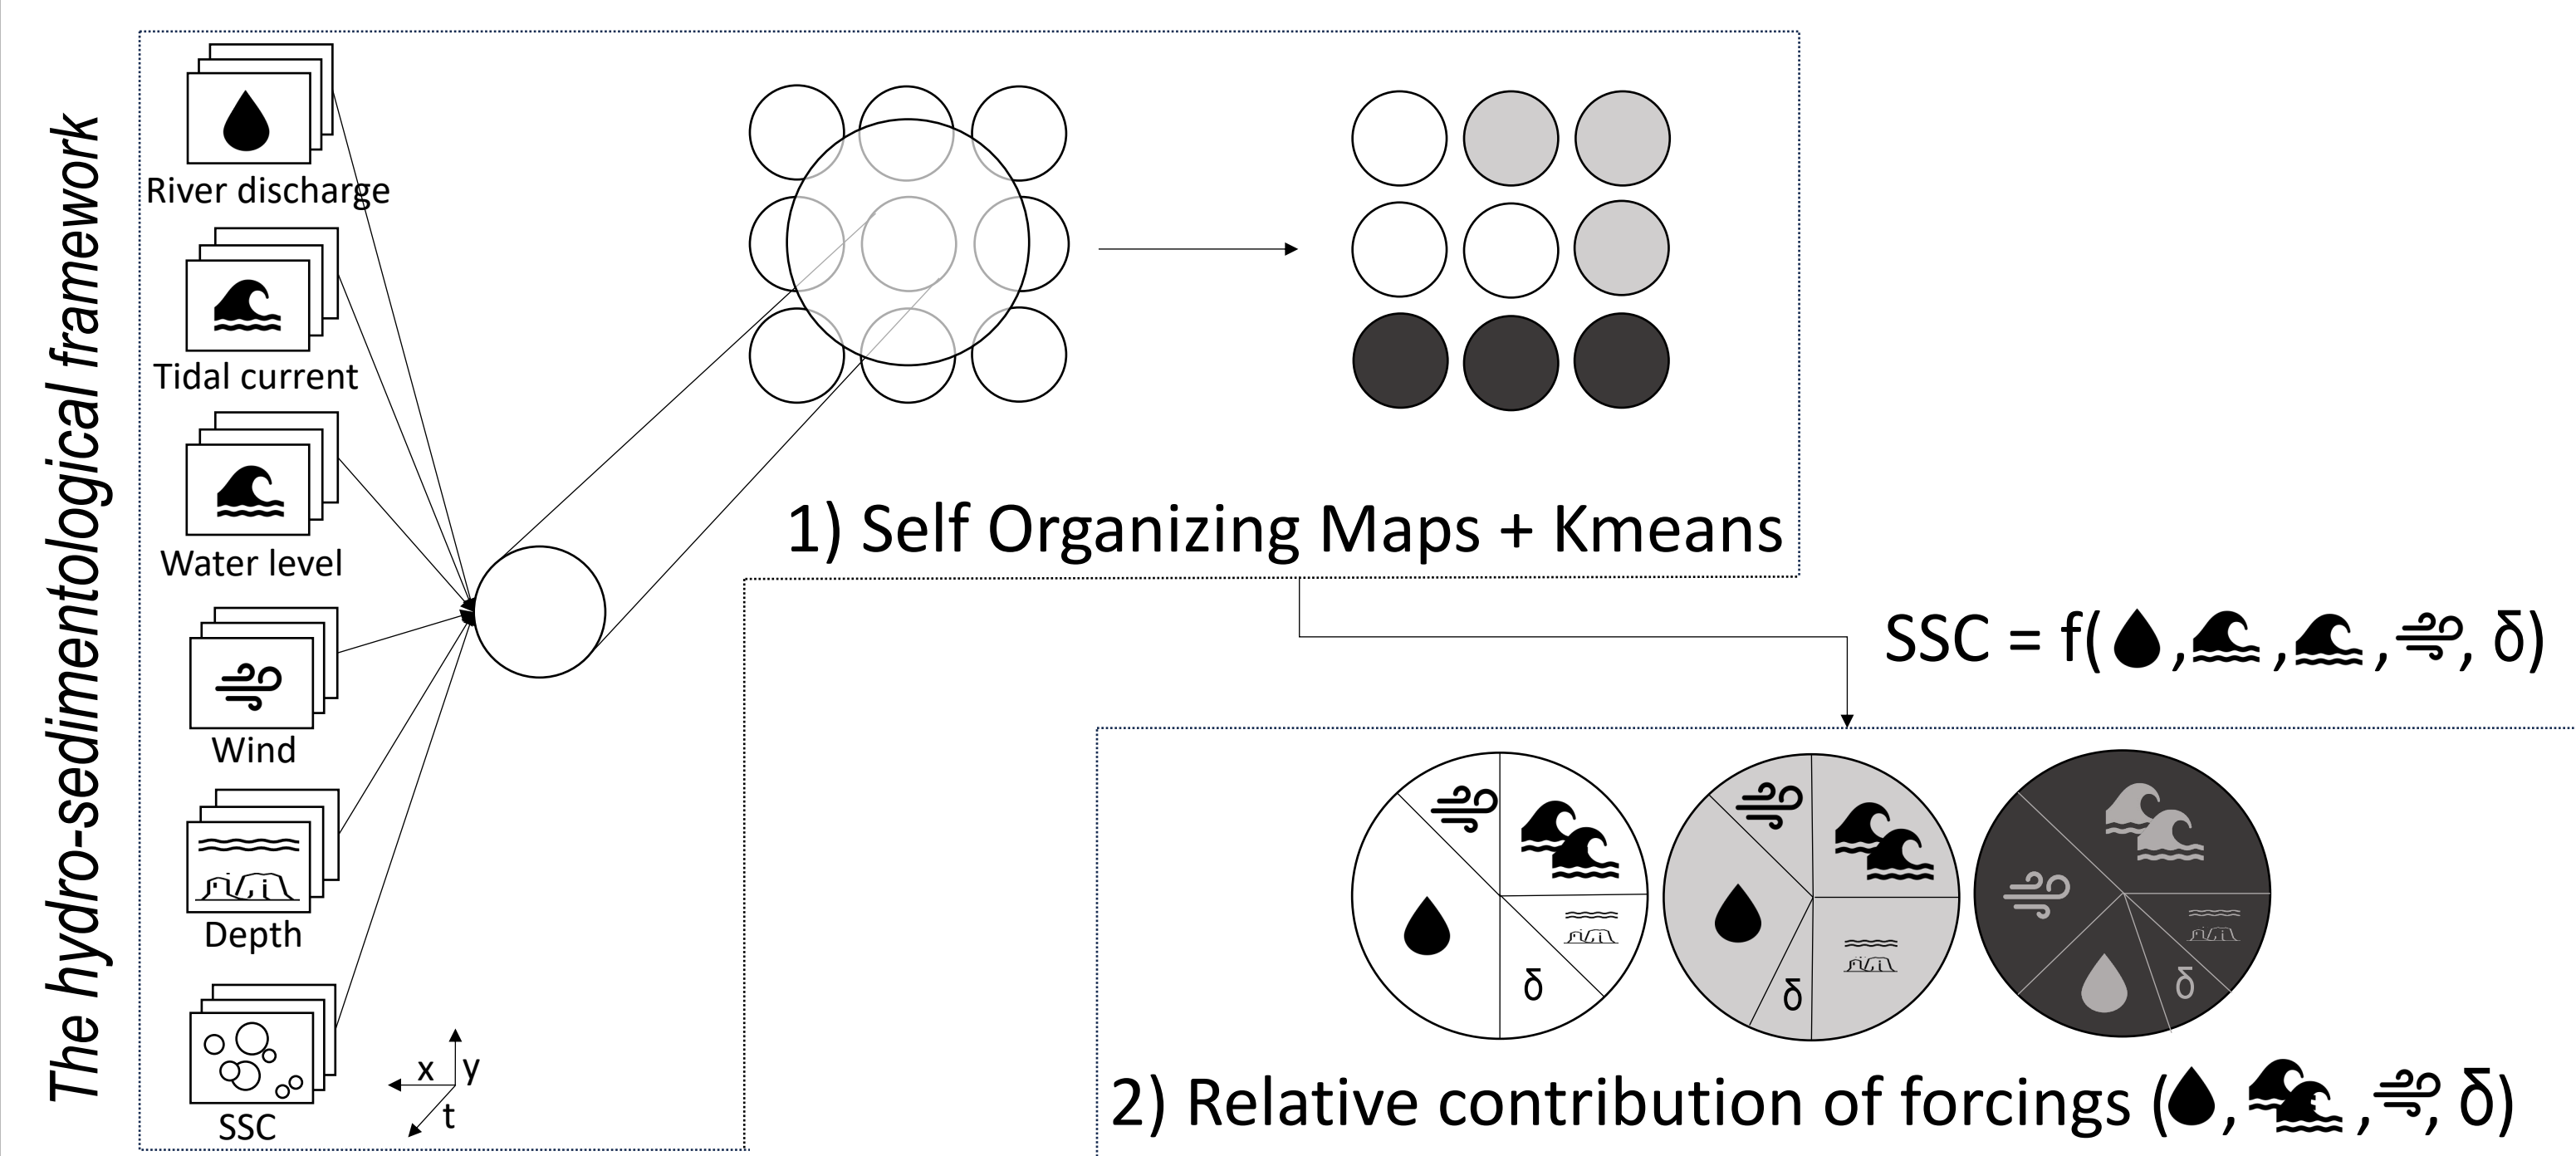 The hydro-sedimentological framework
River discharge
Tidal current
Water level
Wind
Depth
SSC
x
y
t
1) Self Organizing Maps + Kmeans
SSC = f( , , , , δ)
δ
δ
δ
2) Relative contribution of forcings ( , , , δ)